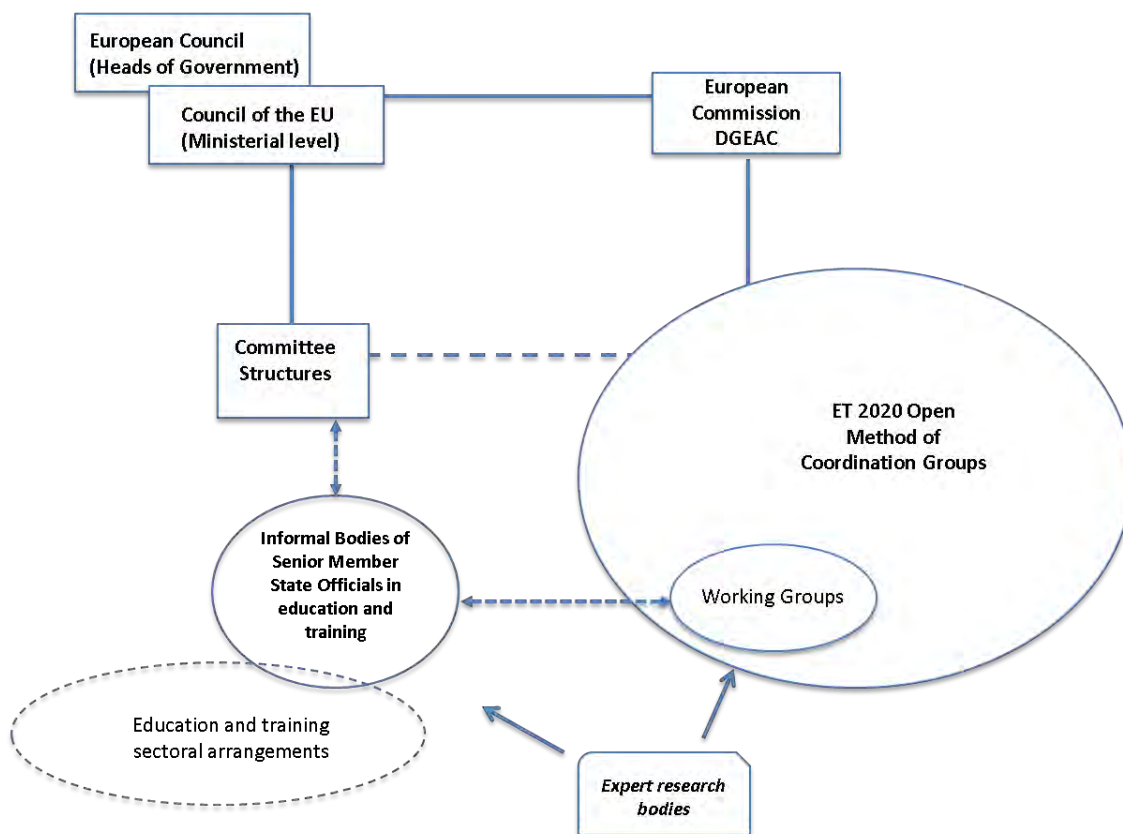 European Council
(Heads of Government)
Council of the EU
(Ministerial level)
European
Commission
DGEAC
Committee
Structures
ET 2020 Open
Method of
Coordination Groups
Informal Bodies of
Senior Member
State Officials in
education and
training
Working Groups
Education and training
sectoral arrangements
Expert research
bodies